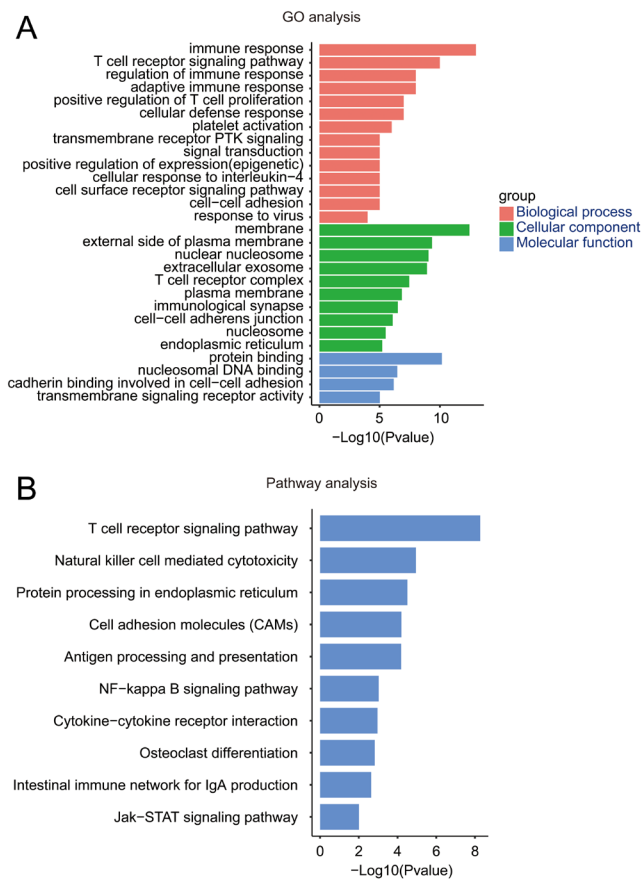 A
GO analysis
immune response
T cell receptor signaling pathway
regulation of immune response
adaptive immune response
positive regulation of T cell proliferation
cellular defense response
platelet activation
transmembrane receptor PTK signaling
signal transduction
positive regulation of expression(epigenetic)
cellular response to interleukin−4
cell surface receptor signaling pathway
cell−cell adhesion
response to virus
membrane
external side of plasma membrane
nuclear nucleosome
extracellular exosome
T cell receptor complex
plasma membrane
immunological synapse
cell−cell adherens junction
nucleosome
endoplasmic reticulum
protein binding
nucleosomal DNA binding
cadherin binding involved in cell−cell adhesion
transmembrane signaling receptor activity
0 5 10
−Log10(Pvalue)
group
Biological process
Cellular component
Molecular function
B
Pathway analysis
T cell receptor signaling pathway
Natural killer cell mediated cytotoxicity
Protein processing in endoplasmic reticulum
Cell adhesion molecules (CAMs)
Antigen processing and presentation
NF−kappa B signaling pathway
Cytokine−cytokine receptor interaction
Osteoclast differentiation
Intestinal immune network for IgA production
Jak−STAT signaling pathway
0 2 4 6 8
−Log10(Pvalue)